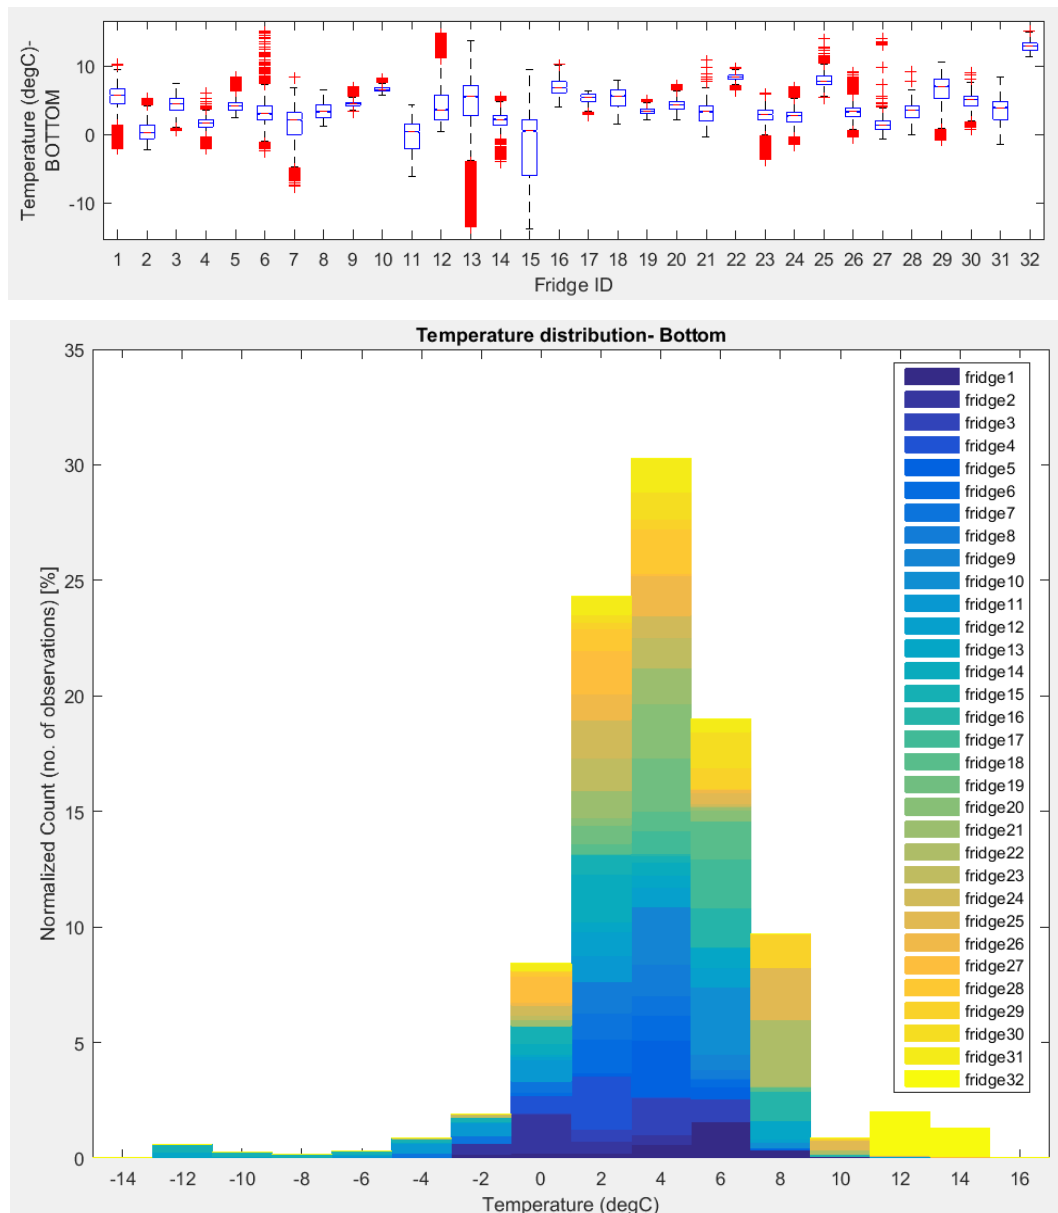 Temperature (degC)-
BOTTOM
10
0
-10
1 2 3 4 5 6 7 8 9 10 11 12 13 14 15 16 17 18 19 20 21 22 23 24 25 26 27 28 29 30 31 32
Fridge ID
Temperature distribution- Bottom
Normalized Count (no. of observations) [%]
35
30
25
20
15
10
5
0
-14 -12 -10 -8 -6 -4 -2 0 2 4 6 8 10 12 14 16
Temperature (degC)
fridge1
fridge2
fridge3
fridge4
fridge5
fridge6
fridge7
fridge8
fridge9
fridge10
fridge11
fridge12
fridge13
fridge14
fridge15
fridge16
fridge17
fridge18
fridge19
fridge20
fridge21
fridge22
fridge23
fridge24
fridge25
fridge26
fridge27
fridge28
fridge29
fridge30
fridge31
fridge32